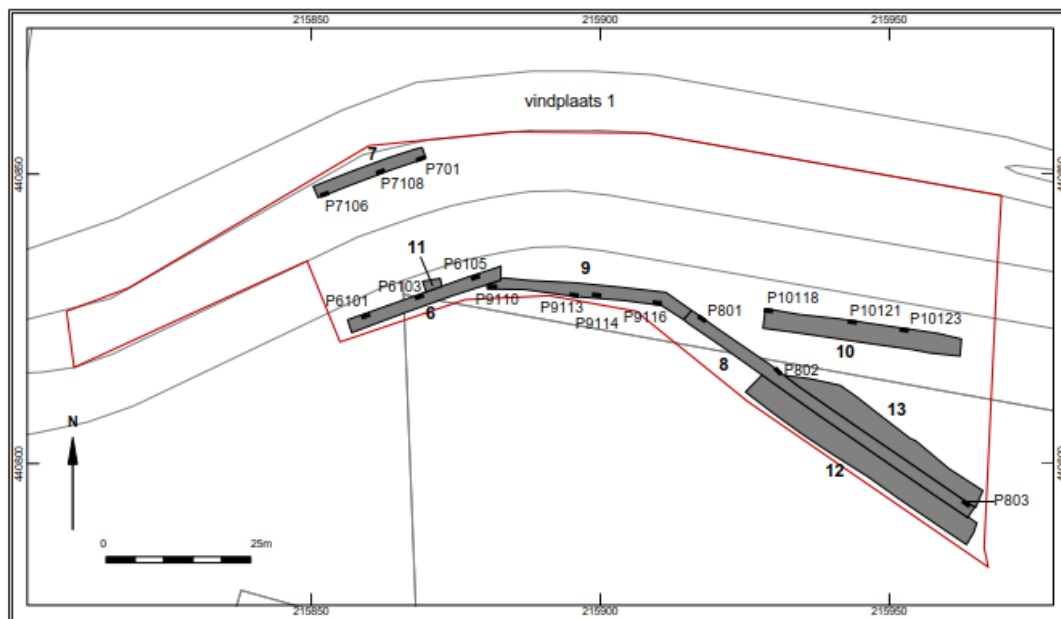 215850 215900 215950
vindplaats 1
440850 440850
7
P701
P7108
P7106
11
P6105
9
P6103
P6101
P9110
6
P9113
P9114
P9116
P801
P10118
P10121
P10123
10
8
P802
13
N
440800 440800
12
P803
0 25m
215850 215900 215950